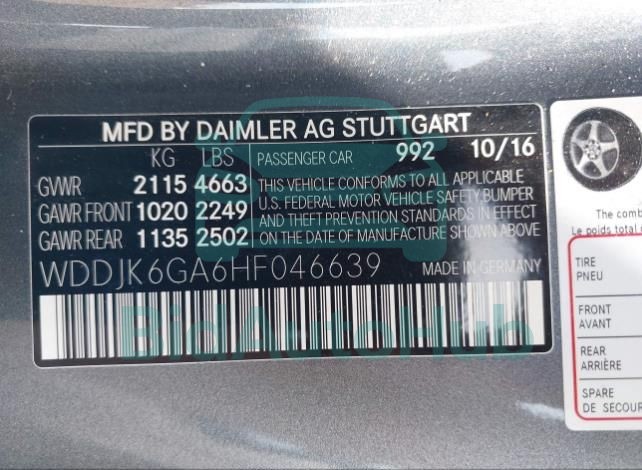 MFD BY DAIMLER AG STUTTGART
KG LBS PASSENGER CAR 992 10/16
GVWR 2115 4663 THIS VEHICLE CONFORMS TO ALL APPLICABLE
U.S. FEDERAL MOTOR VEHICLE SAFETY BUMPER
GAWR FRONT 1020 2249 AND THEFT PREVENTION STANDARDS IN EFFECT
GAWR REAR 1135 2502 ON THE DATE OF MANUFACTURE SHOWN ABOVE
WDDJK6GA6HF046639 MADE IN GERMANY
BidAutoHub
The comb
Le poids total
TIRE
PNEU
FRONT
AVANT
REAR
ARRIÈRE
SPARE
DE SECOUR